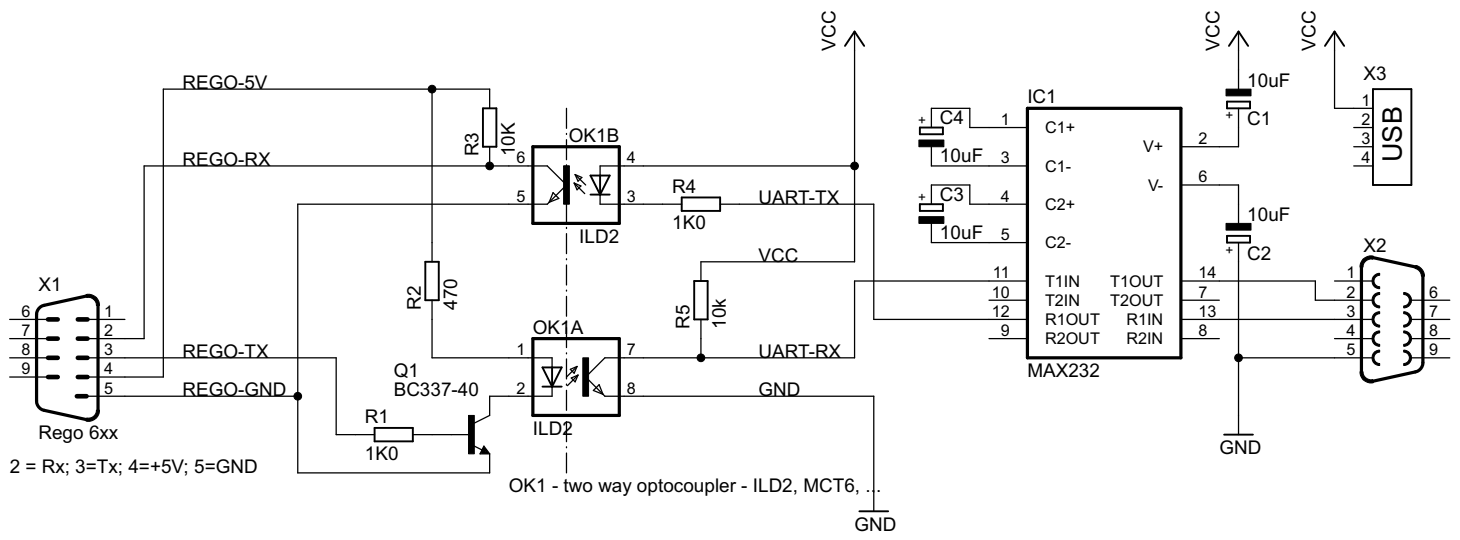 VCC
VCC
VCC
REGO-5V
R3
10K
OK1B
6
4
5
3
ILD2
REGO-RX
R4
1K0
UART-TX
VCC
R2
470
R5
10k
OK1A
1
7
2
8
ILD2
UART-RX
GND
GND
X1
6
1
7
2
8
3
9
4
5
Rego 6xx
2 = Rx; 3=Tx; 4=+5V; 5=GND
REGO-TX
REGO-GND
Q1
BC337-40
R1
1K0
OK1 - two way optocoupler - ILD2, MCT6, ...
IC1
+
C4
10uF
+
C3
10uF
1
C1+
3
C1-
4
C2+
5
C2-
11
T1IN
10
T2IN
12
R1OUT
9
R2OUT
V+
2
V-
6
T1OUT
14
T2OUT
7
R1IN
13
R2IN
8
MAX232
10uF
+
C1
10uF
+
C2
GND
X3
1
2
3
4
USB
X2
1
2
6
3
7
4
8
5
9